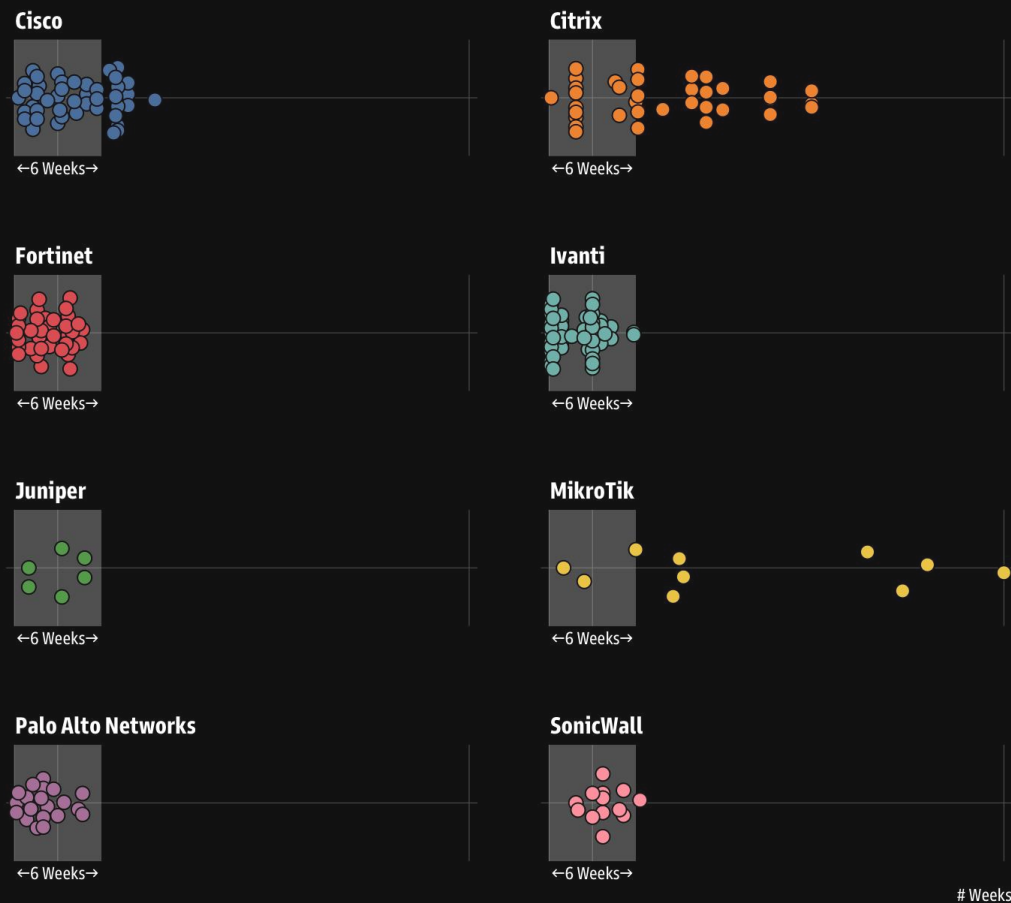 Cisco
Citrix
←6 Weeks→
←6 Weeks→
Fortinet
Ivanti
←6 Weeks→
←6 Weeks→
Juniper
MikroTik
←6 Weeks→
←6 Weeks→
Palo Alto Networks
SonicWall
←6 Weeks→
←6 Weeks→
# Weeks